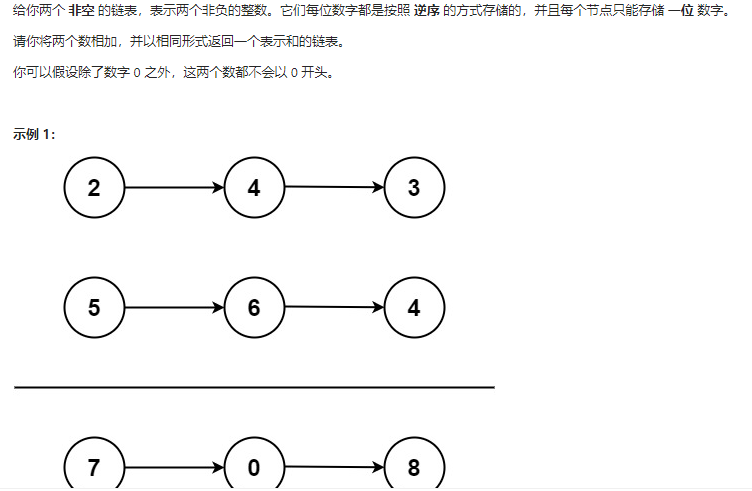 给你两个 非空 的链表，表示两个非负的整数。它们每位数字都是按照 逆序 的方式存储的，并且每个节点只能存储 一位 数字。
请你将两个数相加，并以相同形式返回一个表示和的链表。
你可以假设除了数字 0 之外，这两个数都不会以 0 开头。
示例 1：
2 4 3
5 6 4
7 0 8